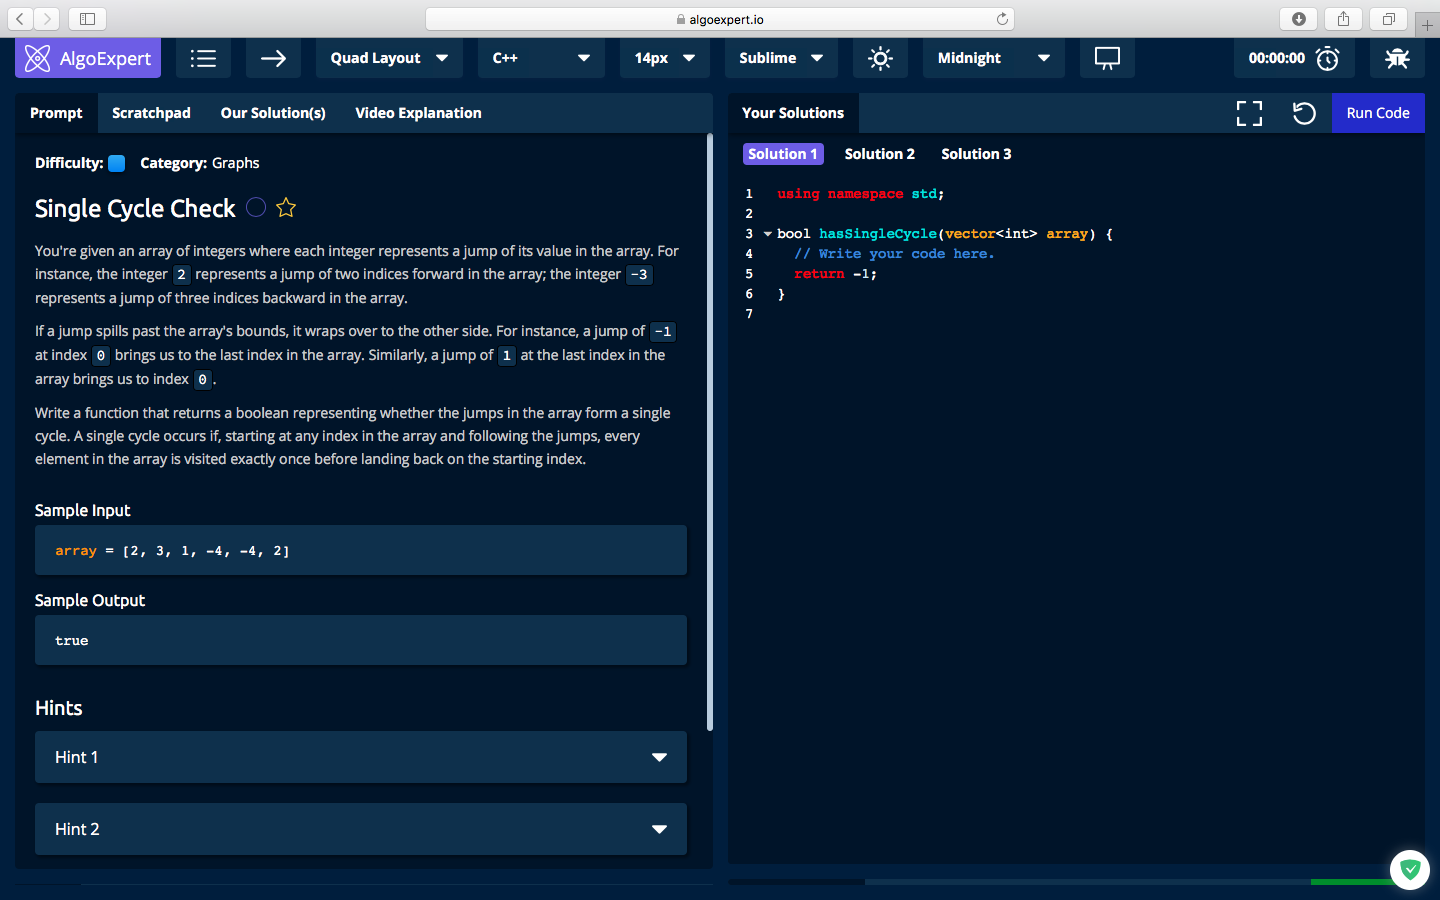 algoexpert.io
AlgoExpert
Quad Layout
C++
14px
Sublime
Midnight
00:00:00
Prompt
Scratchpad
Our Solution(s)
Video Explanation
Difficulty:
Category: Graphs
Single Cycle Check
You're given an array of integers where each integer represents a jump of its value in the array. For
instance, the integer 2 represents a jump of two indices forward in the array; the integer -3
represents a jump of three indices backward in the array.
If a jump spills past the array's bounds, it wraps over to the other side. For instance, a jump of -1
at index 0 brings us to the last index in the array. Similarly, a jump of 1 at the last index in the
array brings us to index 0.
Write a function that returns a boolean representing whether the jumps in the array form a single
cycle. A single cycle occurs if, starting at any index in the array and following the jumps, every
element in the array is visited exactly once before landing back on the starting index.
Sample Input
array = [2, 3, 1, -4, -4, 2]
Sample Output
true
Hints
Hint 1
Hint 2
Your Solutions
Run Code
Solution 1
Solution 2
Solution 3
1 using namespace std;
2
3 bool hasSingleCycle(vector<int> array) {
4 // Write your code here.
5 return -1;
6 }
7